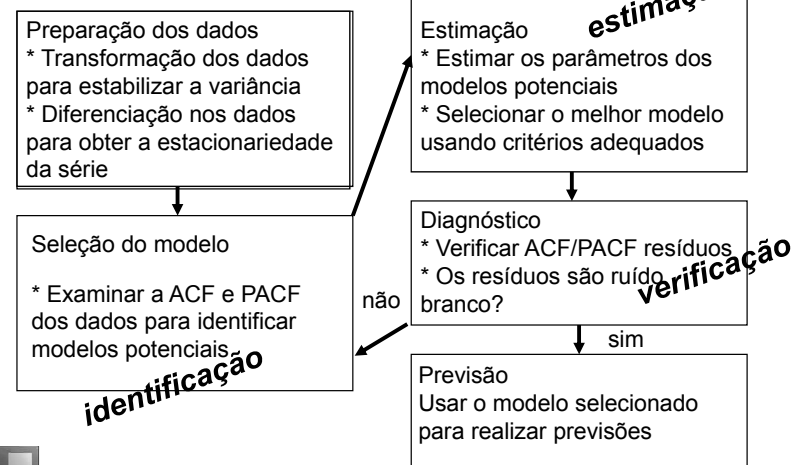 Preparação dos dados
* Transformação dos dados
para estabilizar a variância
* Diferenciação nos dados
para obter a estacionariedade
da série
Seleção do modelo
* Examinar a ACF e PACF
dos dados para identificar
modelos potenciais
identificação
Estimação
* Estimar os parâmetros dos
modelos potenciais
* Selecionar o melhor modelo
usando critérios adequados
Diagnóstico
* Verificar ACF/PACF resíduos
* Os resíduos são ruído
branco?
verificação
não
sim
Previsão
Usar o modelo selecionado
para realizar previsões